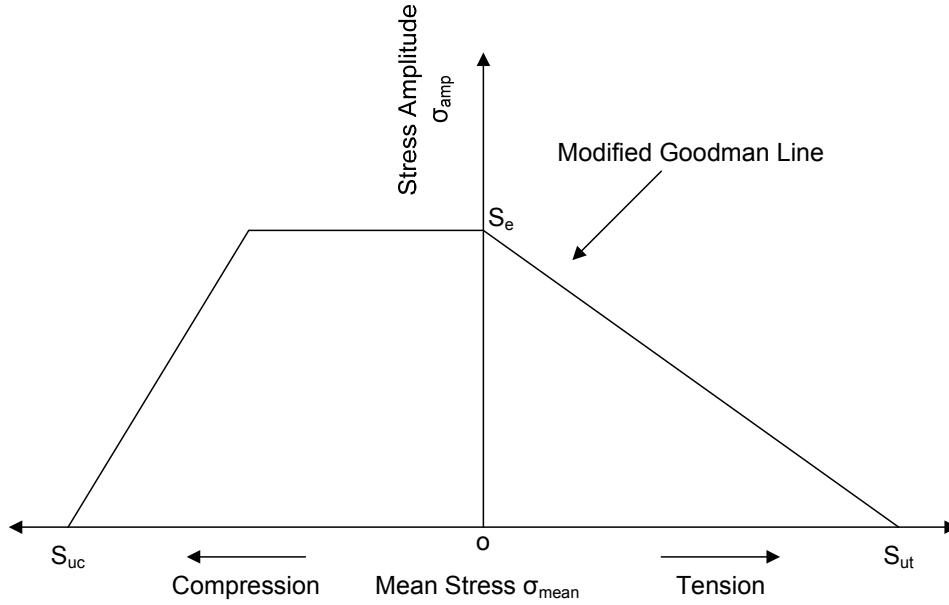 Stress Amplitude
σamp
Modified Goodman Line
Se
Suc
o
Sut
Compression
Mean Stress σmean
Tension